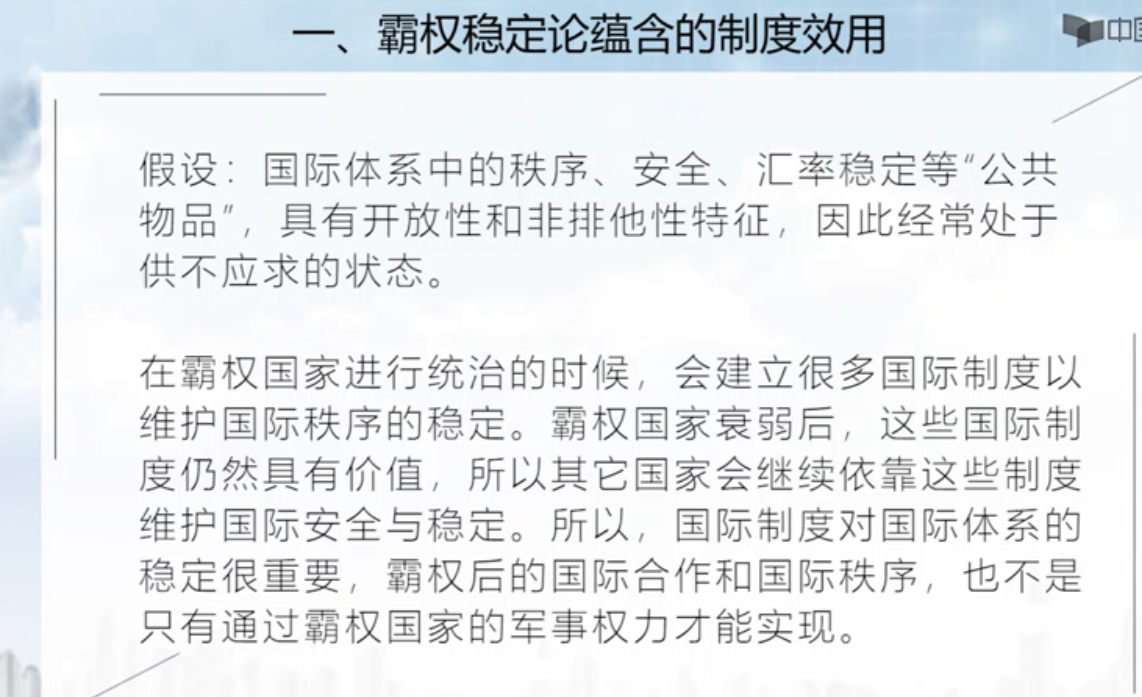 一、霸权稳定论蕴含的制度效用
中国
假设：国际体系中的秩序、安全、汇率稳定等“公共
物品”，具有开放性和非排他性特征，因此经常处于
供不应求的状态。
在霸权国家进行统治的时候，会建立很多国际制度以
维护国际秩序的稳定。霸权国家衰弱后，这些国际制
度仍然具有价值，所以其它国家会继续依靠这些制度
维护国际安全与稳定。所以，国际制度对国际体系的
稳定很重要，霸权后的国际合作和国际秩序，也不是
只有通过霸权国家的军事权力才能实现。